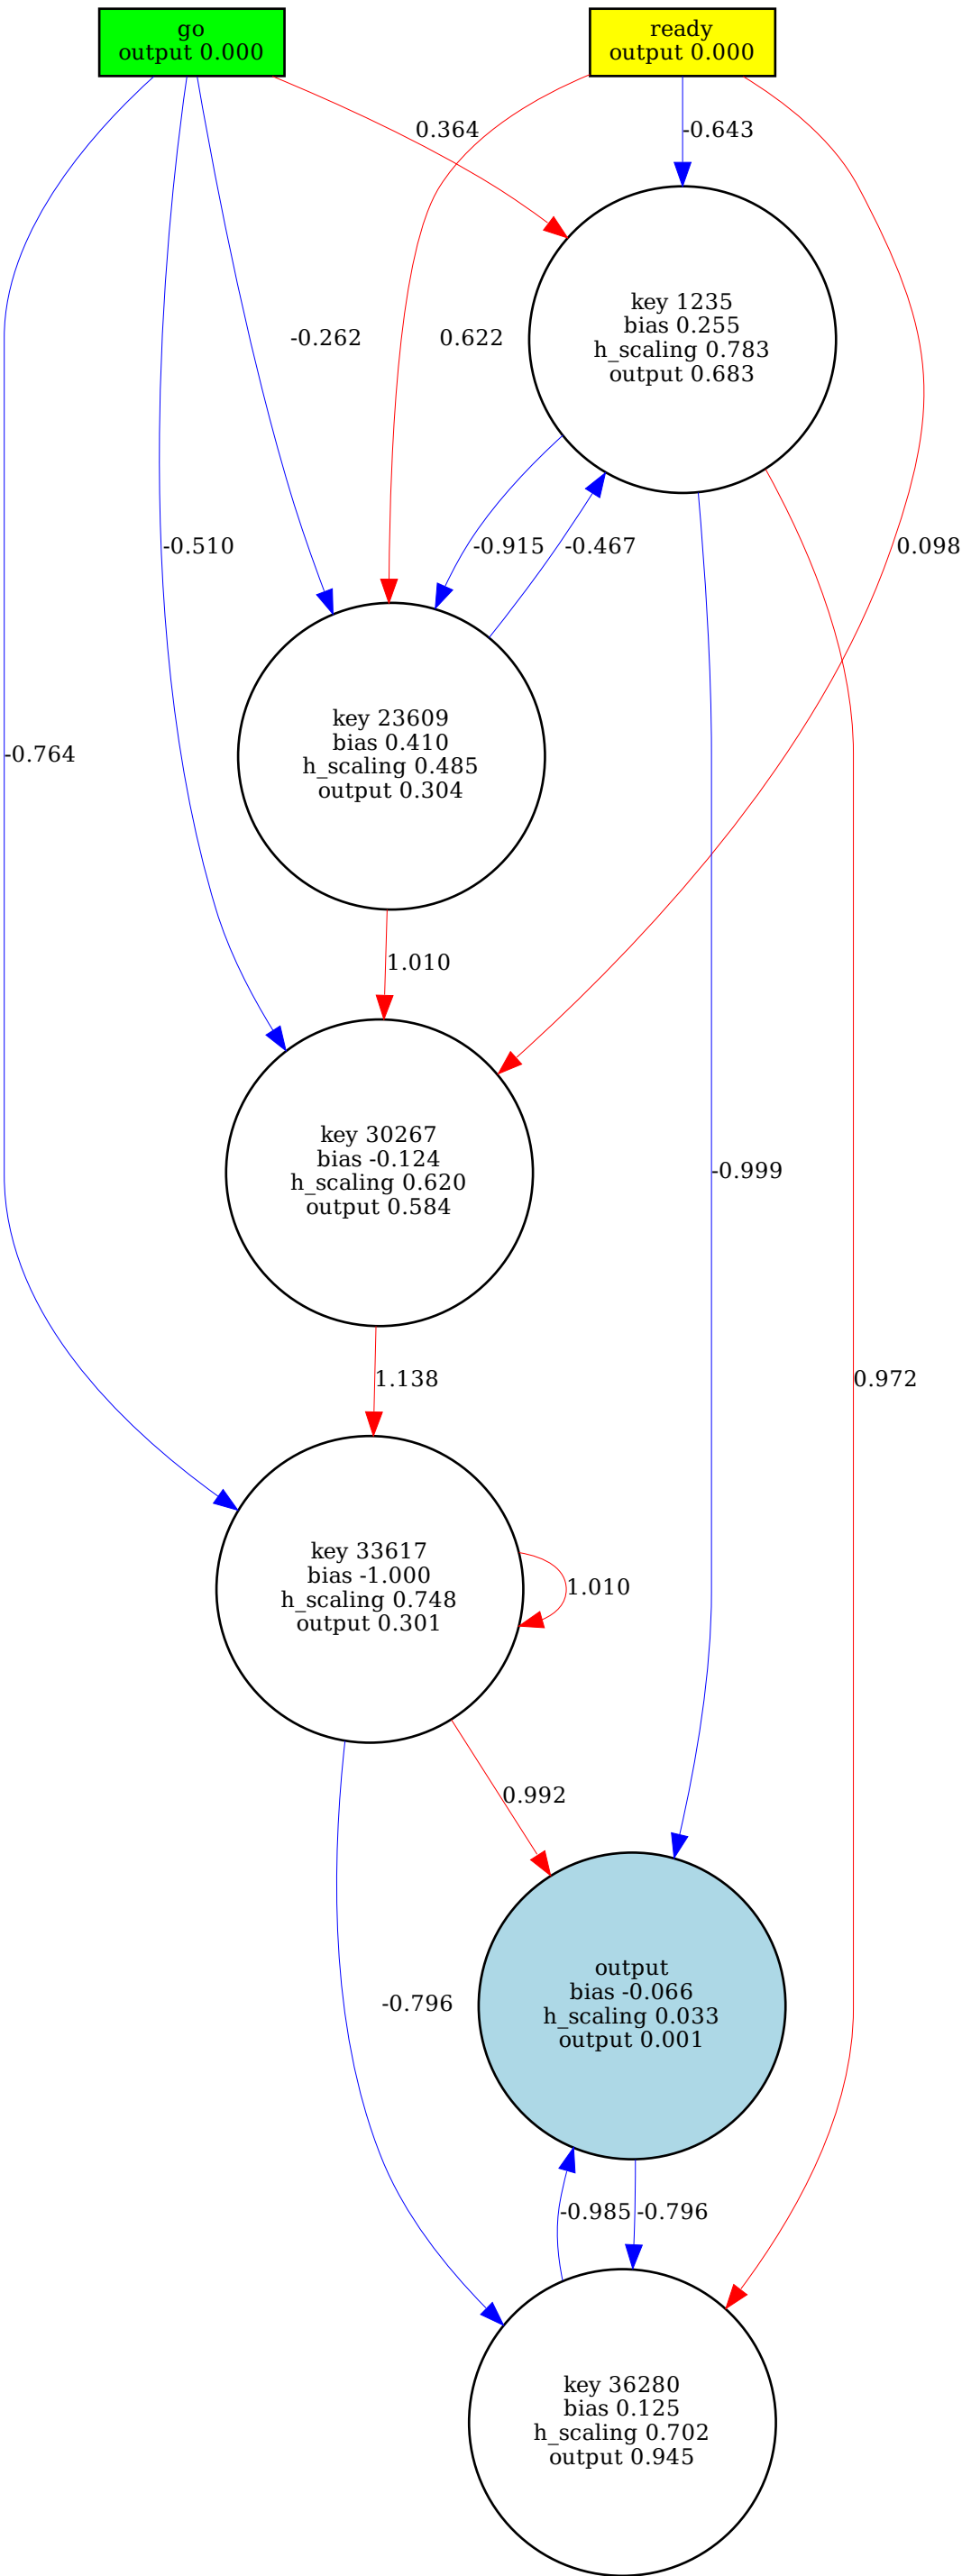 go
output 0.000
ready
output 0.000
0.364
-0.643
key 1235
bias 0.255
h_scaling 0.783
output 0.683
-0.262
0.622
-0.510
-0.915
-0.467
0.098
key 23609
bias 0.410
h_scaling 0.485
output 0.304
-0.764
1.010
key 30267
bias -0.124
h_scaling 0.620
output 0.584
-0.999
1.138
0.972
key 33617
bias -1.000
h_scaling 0.748
output 0.301
1.010
0.992
output
bias -0.066
h_scaling 0.033
output 0.001
-0.796
-0.985
-0.796
key 36280
bias 0.125
h_scaling 0.702
output 0.945